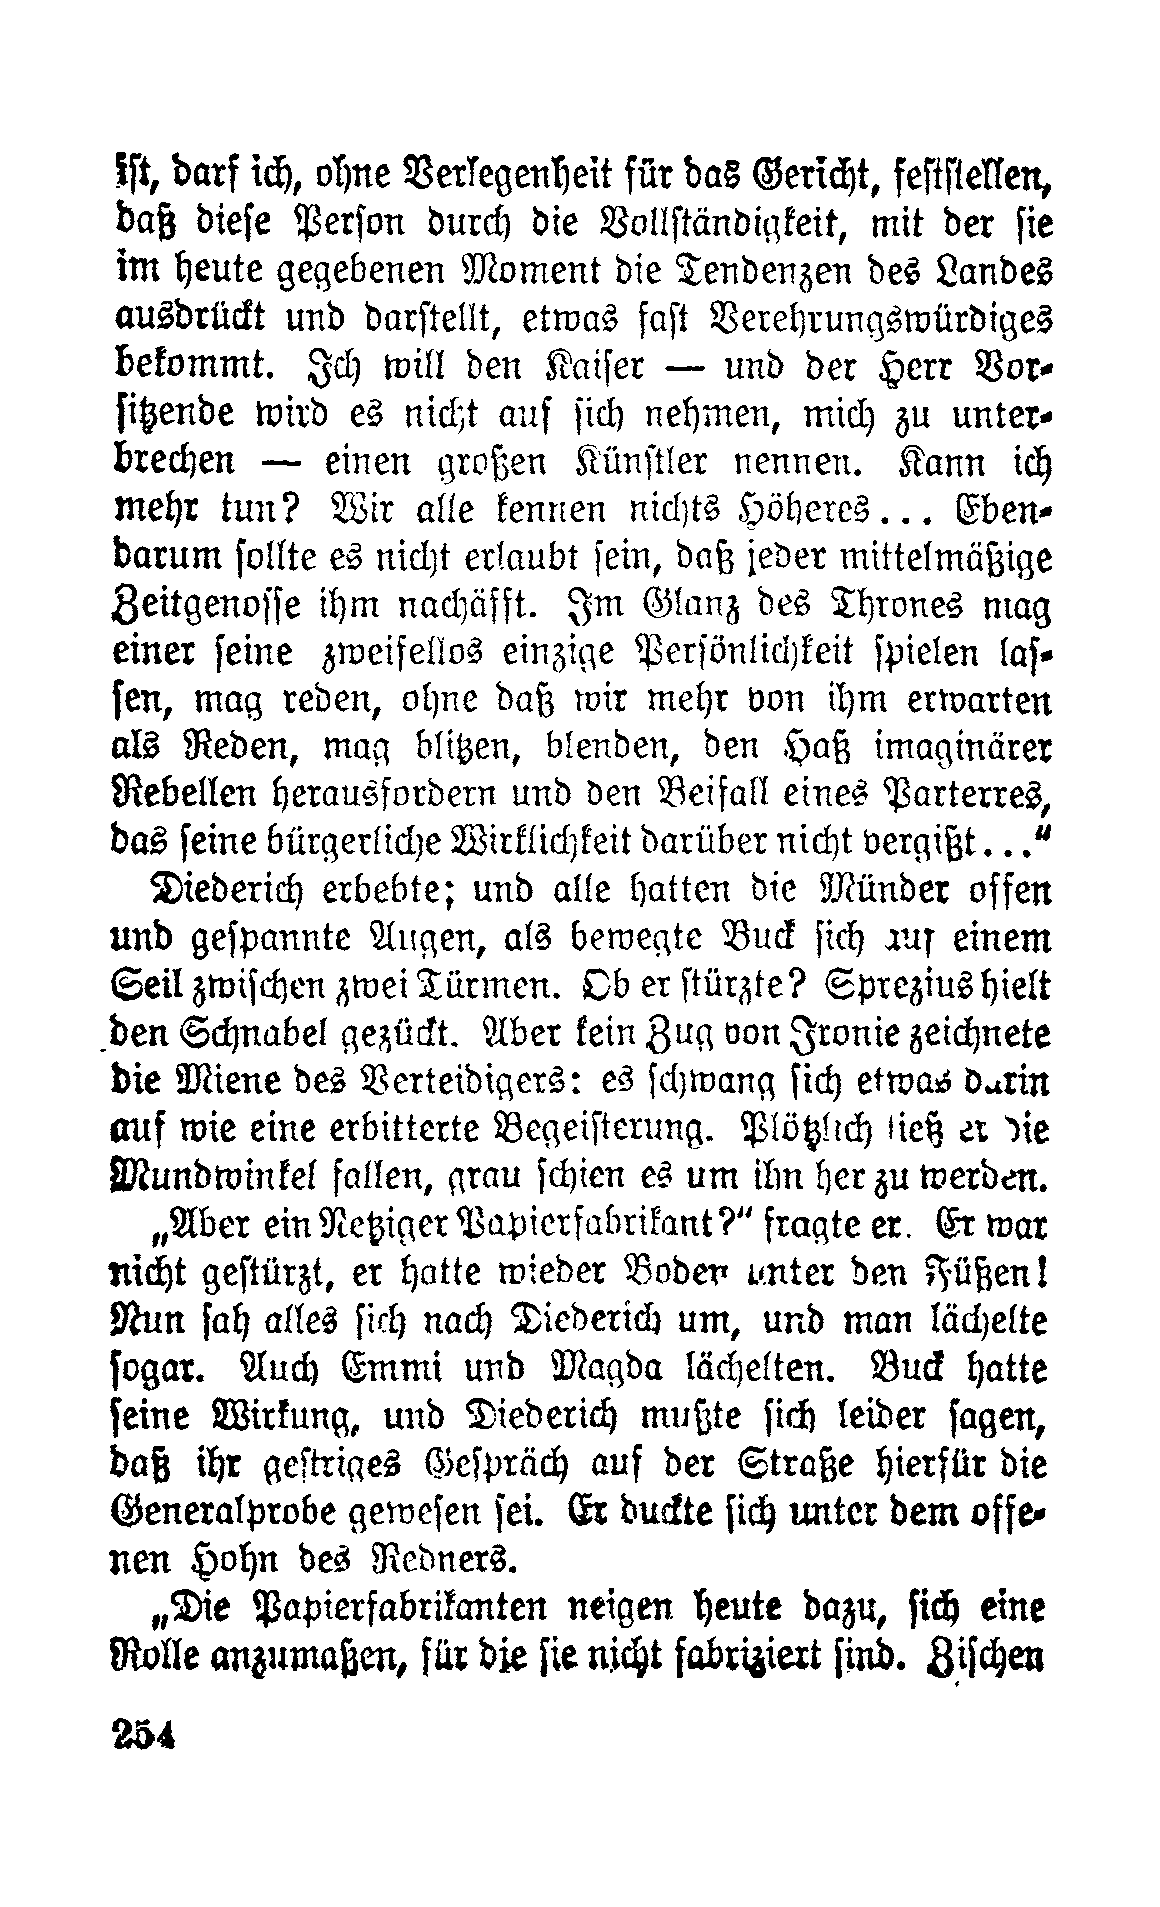 ist, darf ich, ohne Verlegenheit für das Gericht, feststellen,
daß diese Person durch die Vollständigkeit, mit der sie
im heute gegebenen Moment die Tendenzen des Landes
ausdrückt und darstellt, etwas fast Verehrungswürdiges
bekommt. Ich will den Kaiser — und der Herr Vor-
sitzende wird es nicht auf sich nehmen, mich zu unter-
brechen — einen großen Künstler nennen. Kann ich
mehr tun? Wir alle kennen nichts Höheres... Eben-
darum sollte es nicht erlaubt sein, daß jeder mittelmäßige
Zeitgenosse ihm nachäfft. Im Glanz des Thrones mag
einer seine zweifellos einzige Persönlichkeit spielen las-
sen, mag reden, ohne daß wir mehr von ihm erwarten
als Reden, mag blitzen, blenden, den Haß imaginärer
Rebellen herausfordern und den Beifall eines Parterres,
das seine bürgerliche Wirklichkeit darüber nicht vergißt..."
Diederich erbebte; und alle hatten die Münder offen
und gespannte Augen, als bewegte Buck sich auf einem
Seil zwischen zwei Türmen. Ob er stürzte? Sprezius hielt
den Schnabel gezückt. Aber kein Zug von Ironie zeichnete
die Miene des Verteidigers: es schwang sich etwas darin
auf wie eine erbitterte Begeisterung. Plötzlich ließ er die
Mundwinkel fallen, grau schien es um ihn her zu werden.
„Aber ein Netziger Papierfabrikant?" fragte er. Er war
nicht gestürzt, er hatte wieder Boden unter den Füßen!
Nun sah alles sich nach Diederich um, und man lächelte
sogar. Auch Emmi und Magda lächelten. Buck hatte
seine Wirkung, und Diederich mußte sich leider sagen,
daß ihr gestriges Gespräch auf der Straße hierfür die
Generalprobe gewesen sei. Er duckte sich unter dem offe-
nen Hohn des Redners.
„Die Papierfabrikanten neigen heute dazu, sich eine
Rolle anzumaßen, für die sie nicht fabriziert sind. Zischen
254